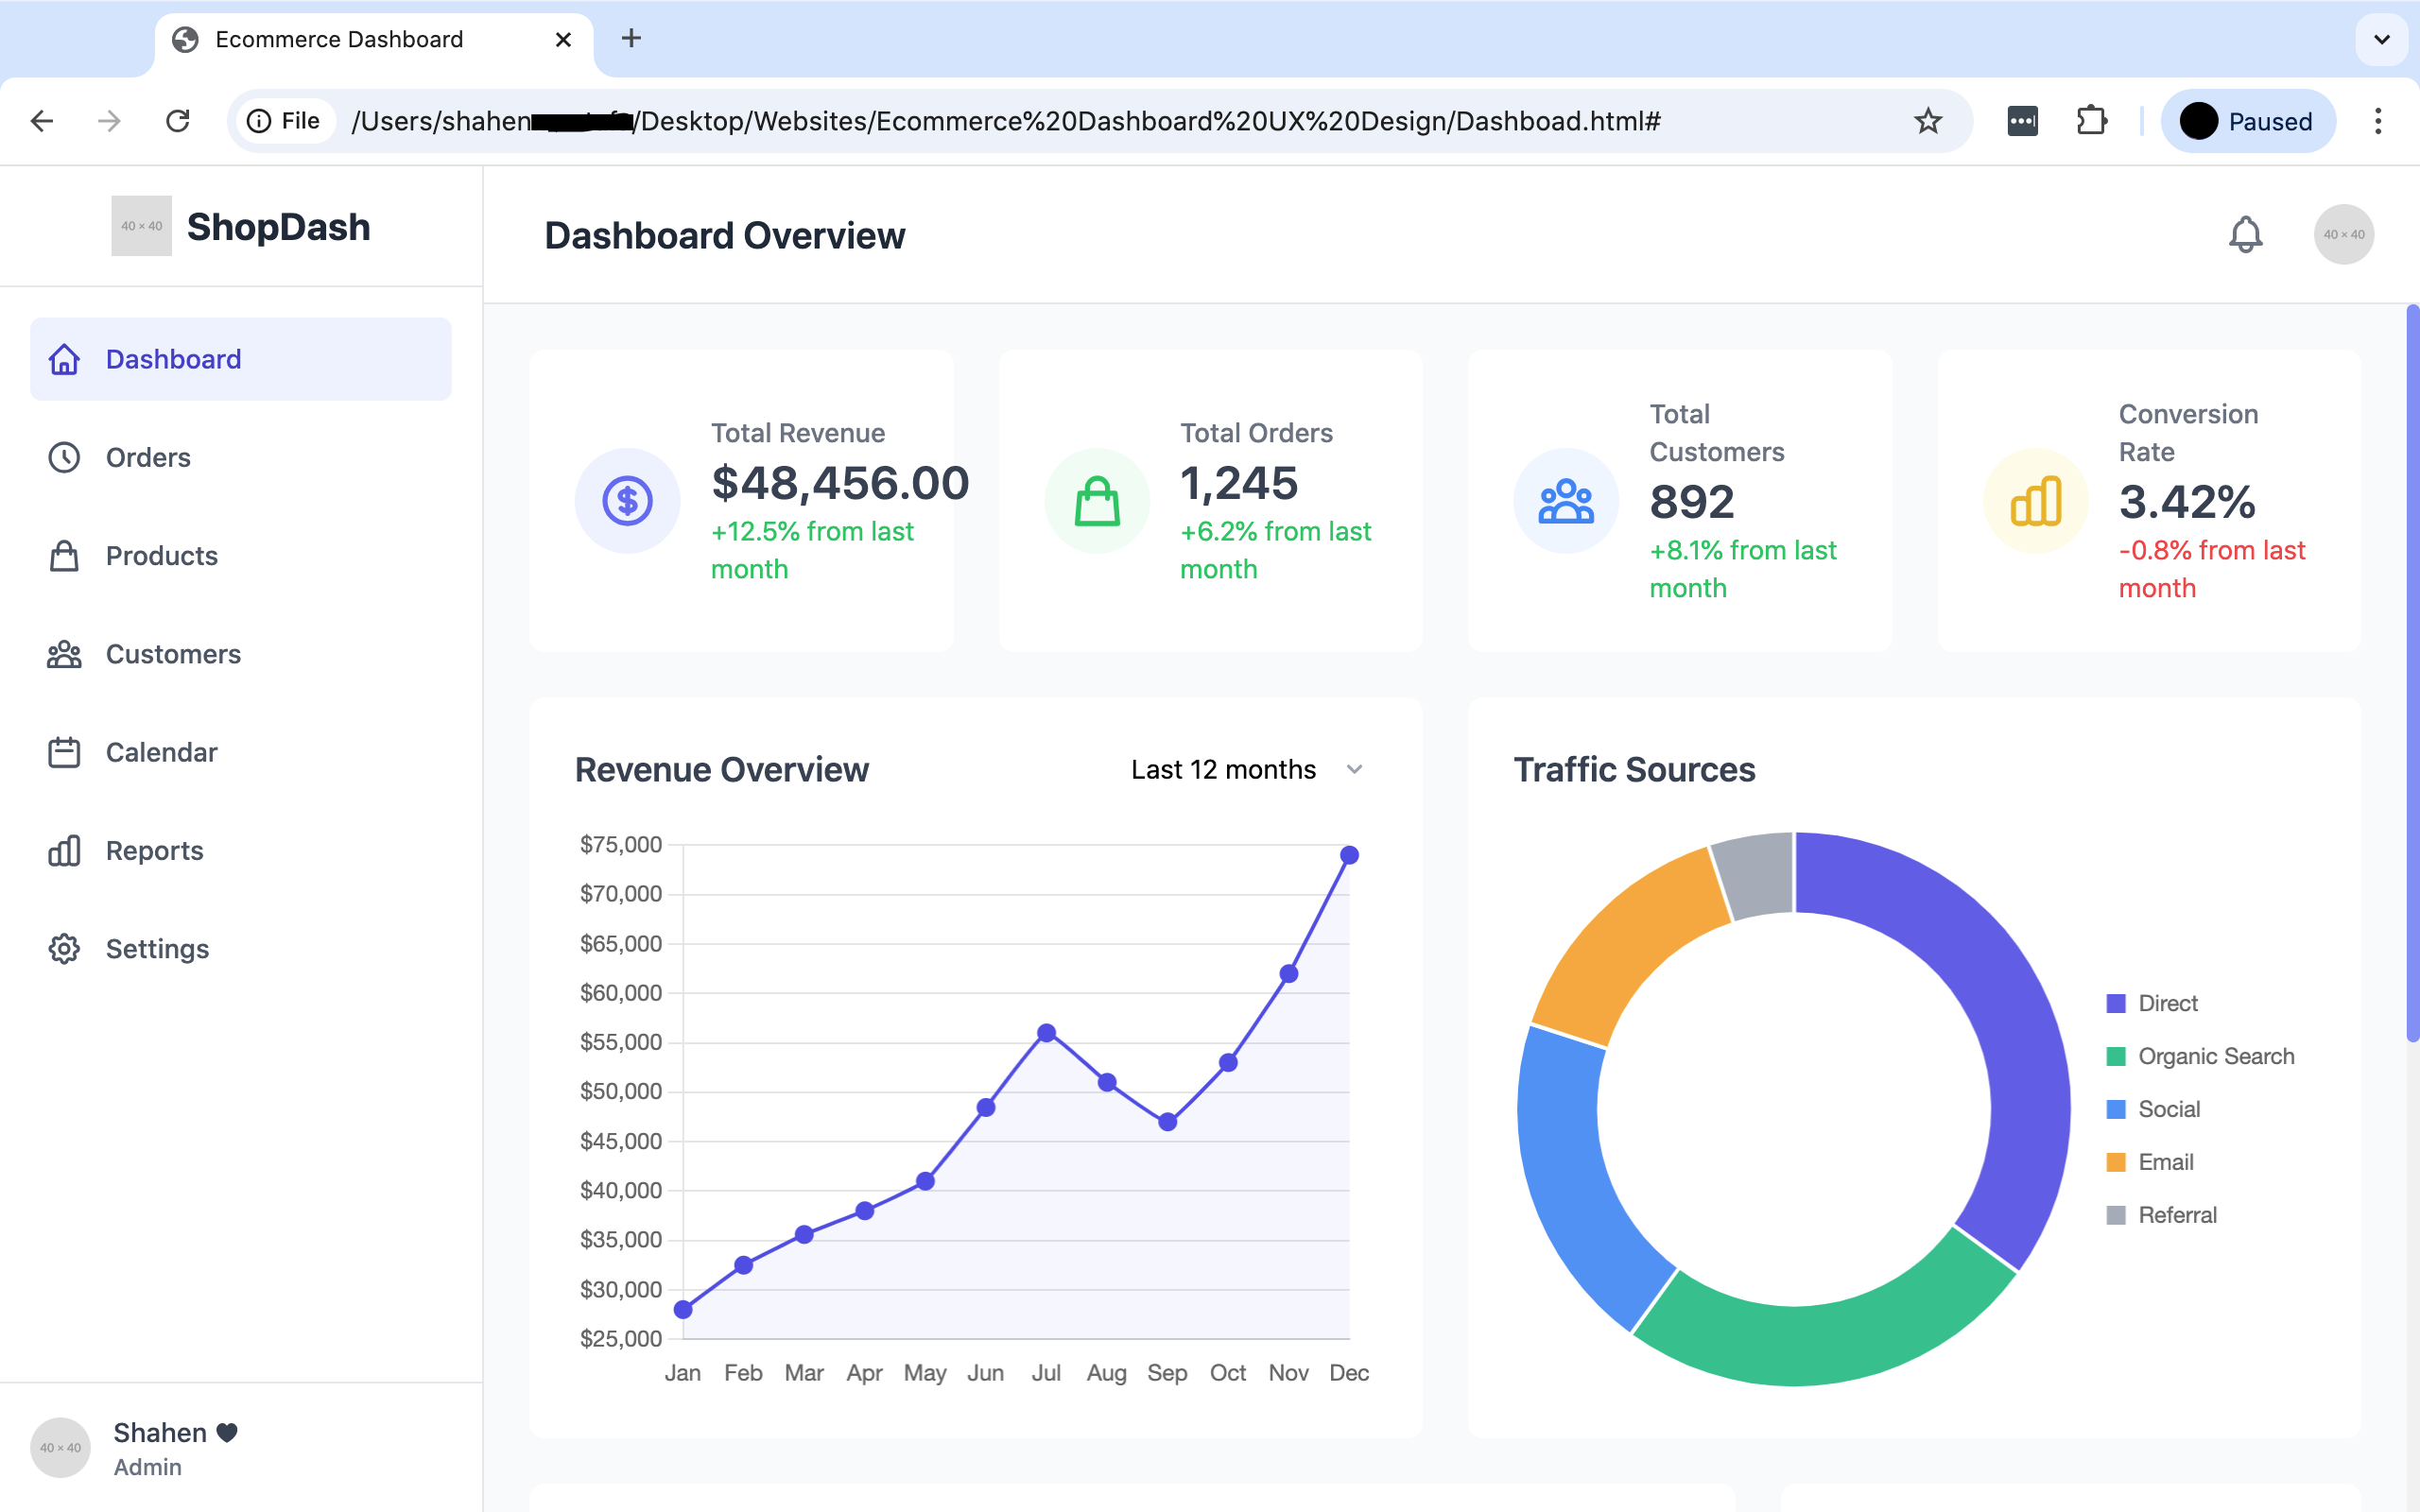 Ecommerce Dashboard
File
/Users/shahen
/Desktop/Websites/Ecommerce%20Dashboard%20UX%20Design/Dashboad.html#
Paused
40 × 40
ShopDash
Dashboard Overview
40 × 40
Dashboard
Orders
Products
Customers
Calendar
Reports
Settings
Shahen 🖤
Admin
40 × 40
Total Revenue
$48,456.00
+12.5% from last
month
Total Orders
1,245
+6.2% from last
month
Total
Customers
892
+8.1% from last
month
Conversion
Rate
3.42%
-0.8% from last
month
Revenue Overview
Last 12 months
$75,000
$70,000
$65,000
$60,000
$55,000
$50,000
$45,000
$40,000
$35,000
$30,000
$25,000
Jan Feb Mar Apr May Jun Jul Aug Sep Oct Nov Dec
Traffic Sources
Direct
Organic Search
Social
Email
Referral